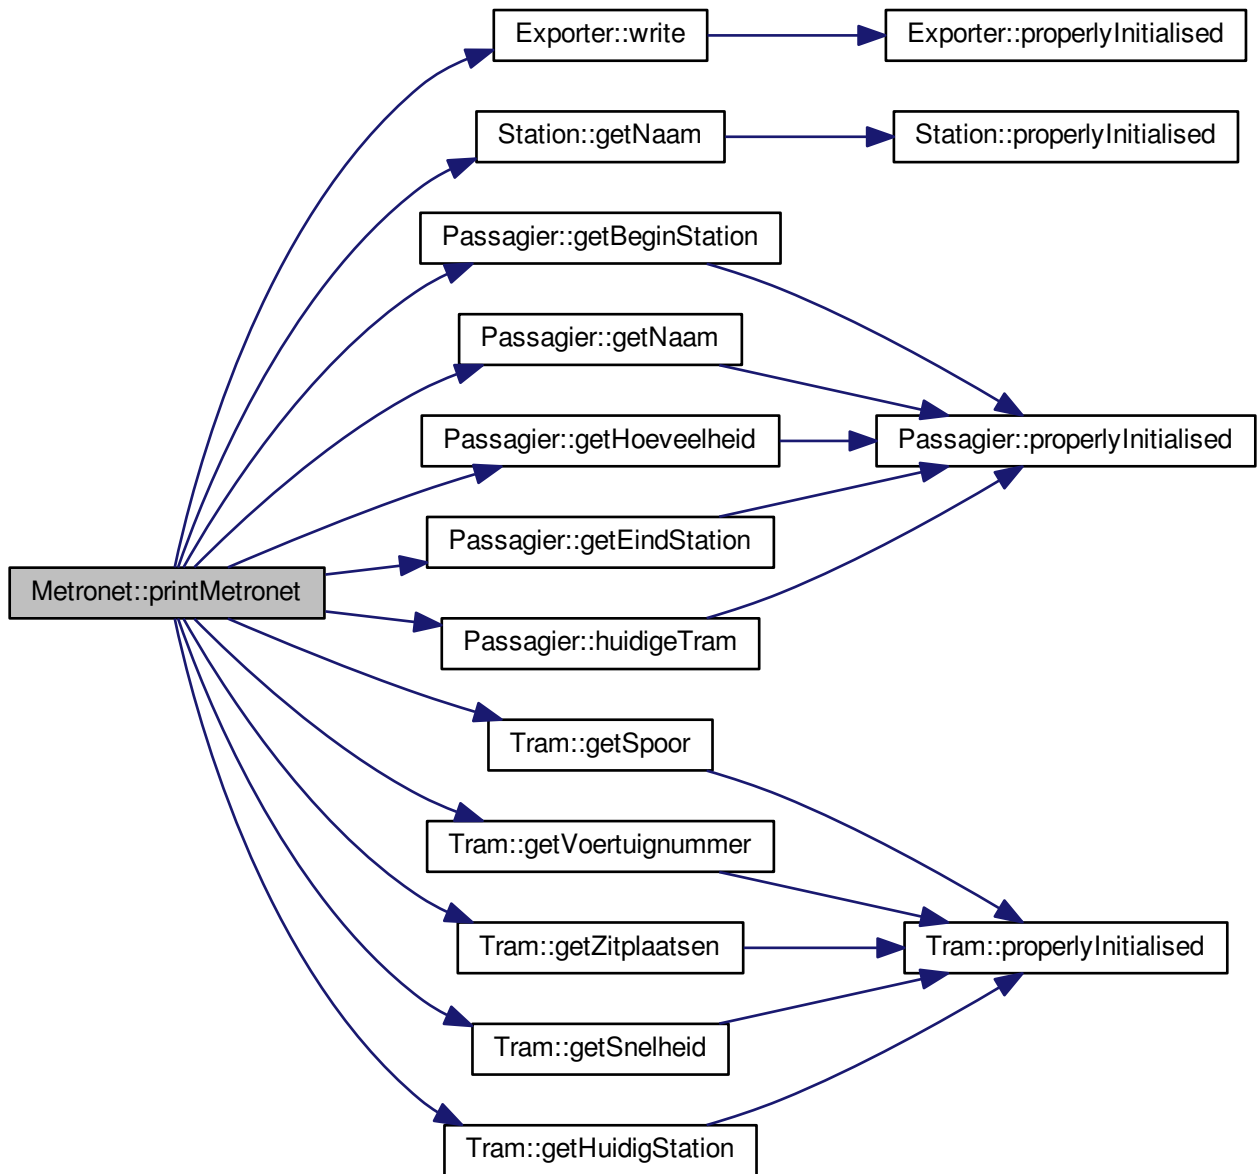 Exporter::write
Exporter::properlyInitialised
Station::getNaam
Station::properlyInitialised
Passagier::getBeginStation
Passagier::getNaam
Passagier::getHoeveelheid
Passagier::properlyInitialised
Passagier::getEindStation
Metronet::printMetronet
Passagier::huidigeTram
Tram::getSpoor
Tram::getVoertuignummer
Tram::getZitplaatsen
Tram::properlyInitialised
Tram::getSnelheid
Tram::getHuidigStation